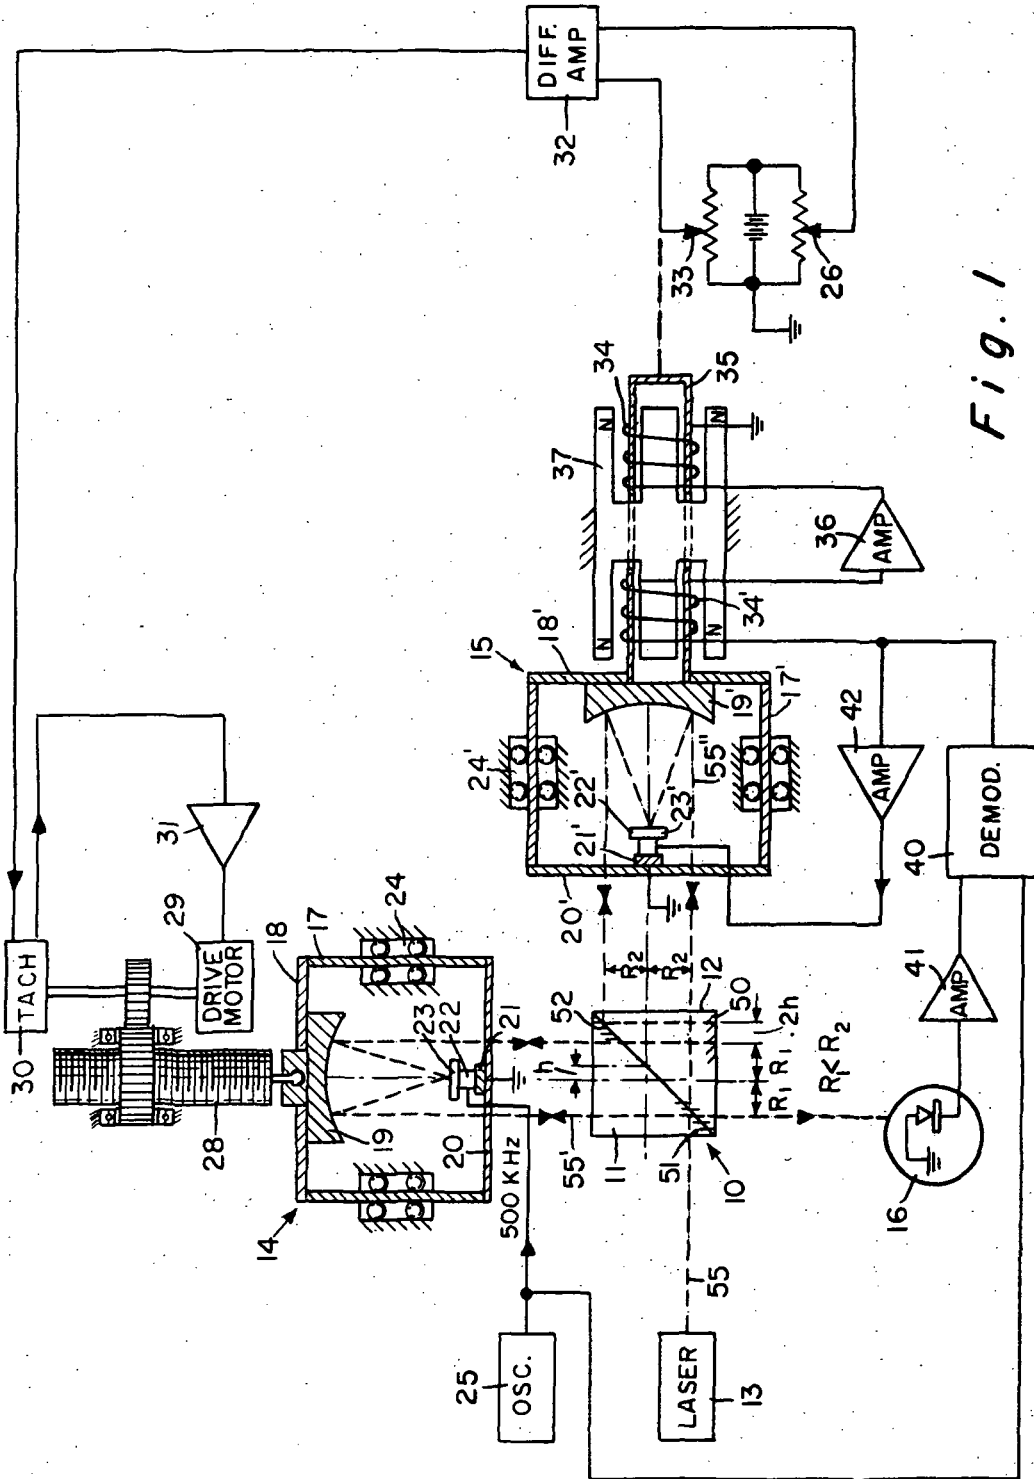 DIFF.
AMP
32
33
26
34
35
37
N
N
N
N
34'
36
AMP
18'
15
19'
17'
24'
22'
23'
21'
20'
55"
42
AMP
40
DEMOD.
41
AMP
TACH
30
31
29
DRIVE
MOTOR
28
18
17
24
14
19
20
23
22
21
500 KHz
25
OSC.
R2
R2
12
52
50
2h
h
R1
R1
R1<R2
55'
11
51
10
16
55
LASER
13
Fig. 1